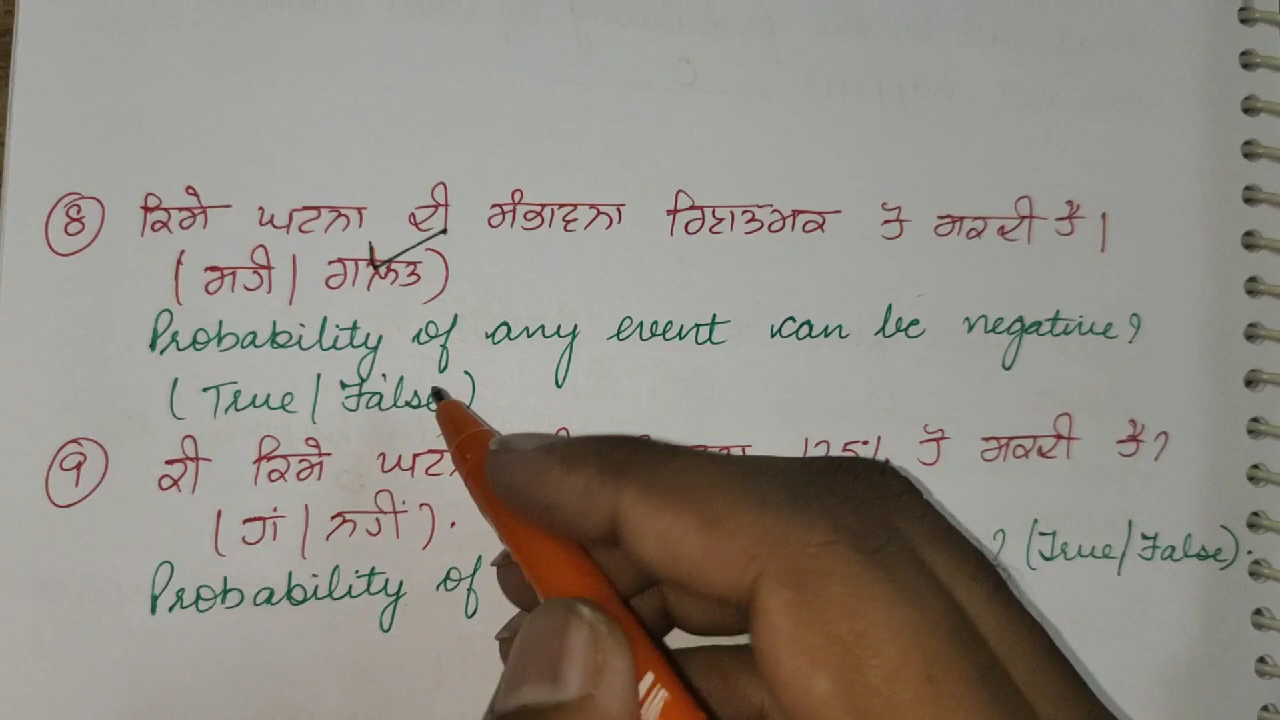 ⑧ ਕਿਸੇ ਘਟਨਾ ਦੀ ਸੰਭਾਵਨਾ ਰਿਣਾਤਮਕ ਹੋ ਸਕਦੀ ਹੈ।
(ਸਹੀ|ਗਲਤ)
Probability of any event can be negative?
(True|False)
⑨ ਕੀ ਕਿਸੇ 125% ਹੋ ਸਕਦੀ ਹੈ?
(ਹਾਂ|ਨਹੀਂ).
Probability of ? (True/False).